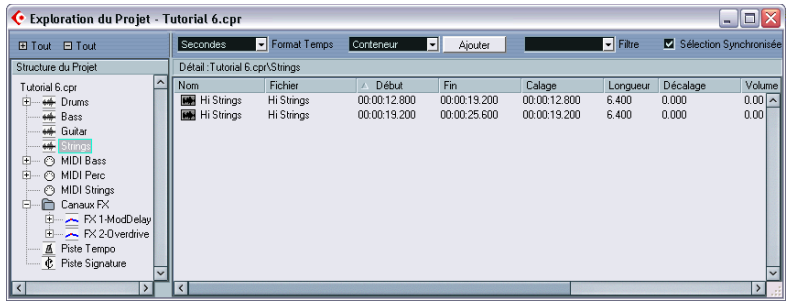 Exploration du Projet - Tutorial 6.cpr
Tout Tout Secondes Format Temps Conteneur Ajouter Filtre Sélection Synchronisée
Structure du Projet Détail : Tutorial 6.cpr\Strings
Nom Fichier Début Fin Calage Longueur Décalage Volume
Hi Strings Hi Strings 00:00:12.800 00:00:19.200 00:00:12.800 6.400 0.000 0.00
Hi Strings Hi Strings 00:00:19.200 00:00:25.600 00:00:19.200 6.400 0.000 0.00
Tutorial 6.cpr
Drums
Bass
Guitar
Strings
MIDI Bass
MIDI Perc
MIDI Strings
Canaux FX
FX 1-ModDelay
FX 2-Overdrive
Piste Tempo
Piste Signature